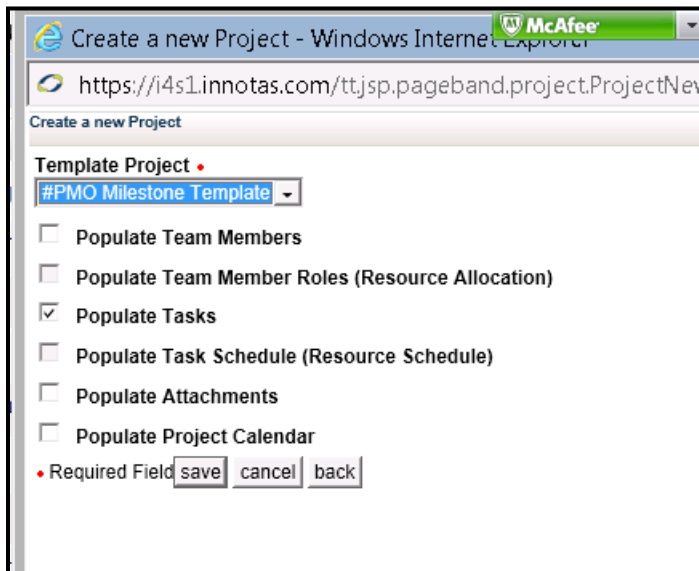 McAfee
Create a new Project - Windows Internet Explorer
https://i4s1.innotas.com/tt.jsp.pageband.project.ProjectNev
Create a new Project
Template Project •
#PMO Milestone Template
Populate Team Members
Populate Team Member Roles (Resource Allocation)
Populate Tasks
Populate Task Schedule (Resource Schedule)
Populate Attachments
Populate Project Calendar
• Required Field save cancel back